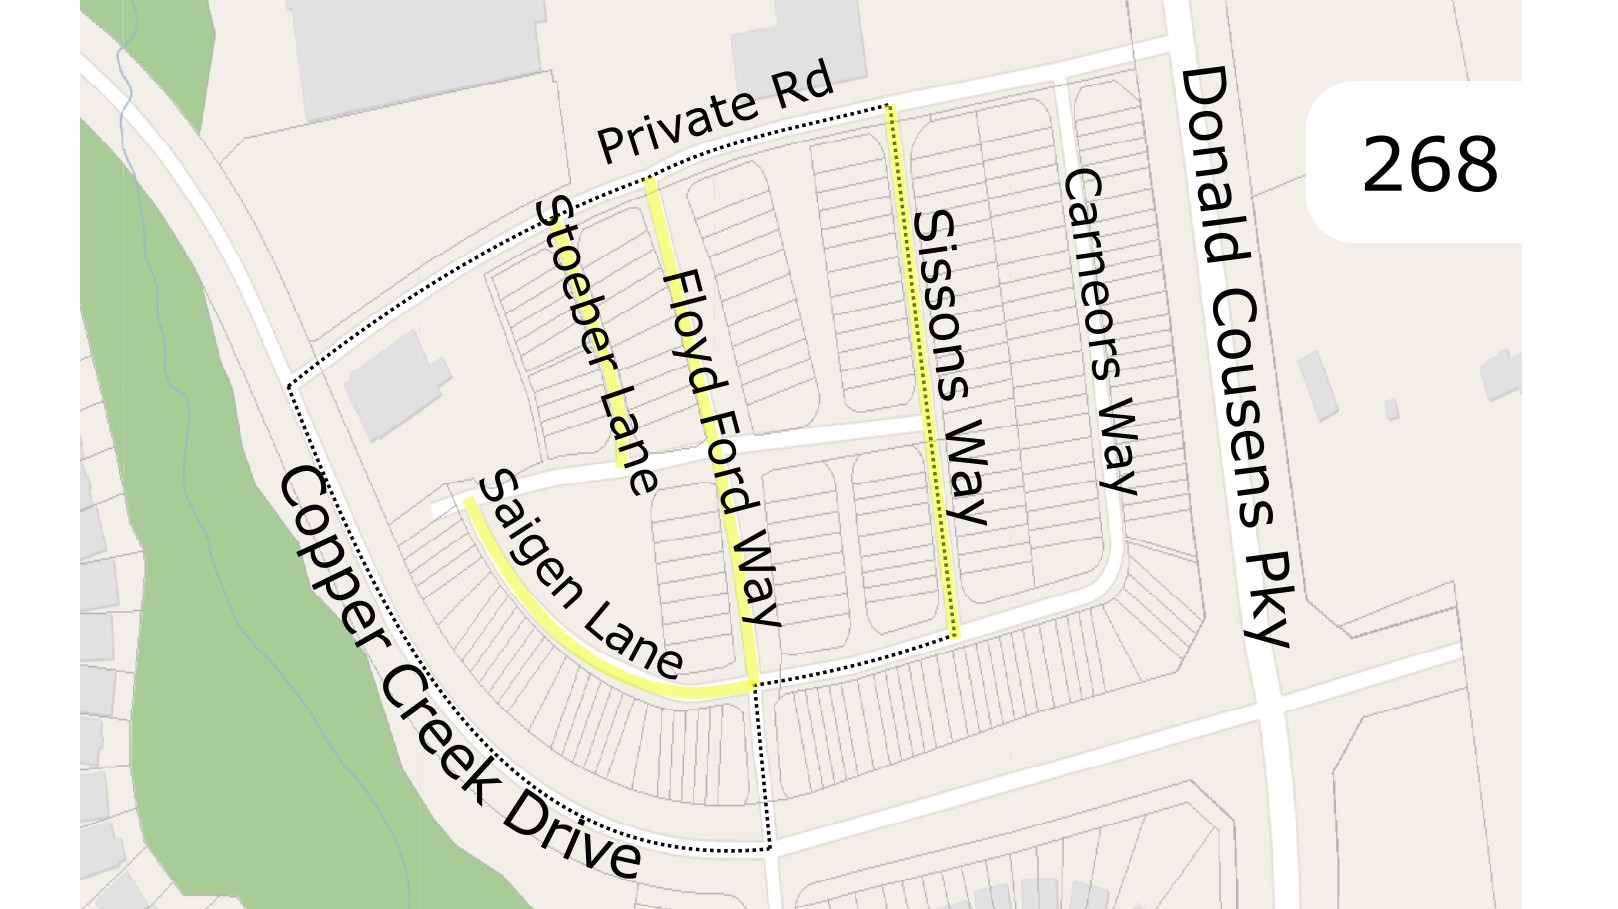 Private Rd
268
Donald Cousens Pky
Stoeber Lane
Floyd Ford Way
Sissons Way
Carneors Way
Saigen Lane
Copper Creek Drive